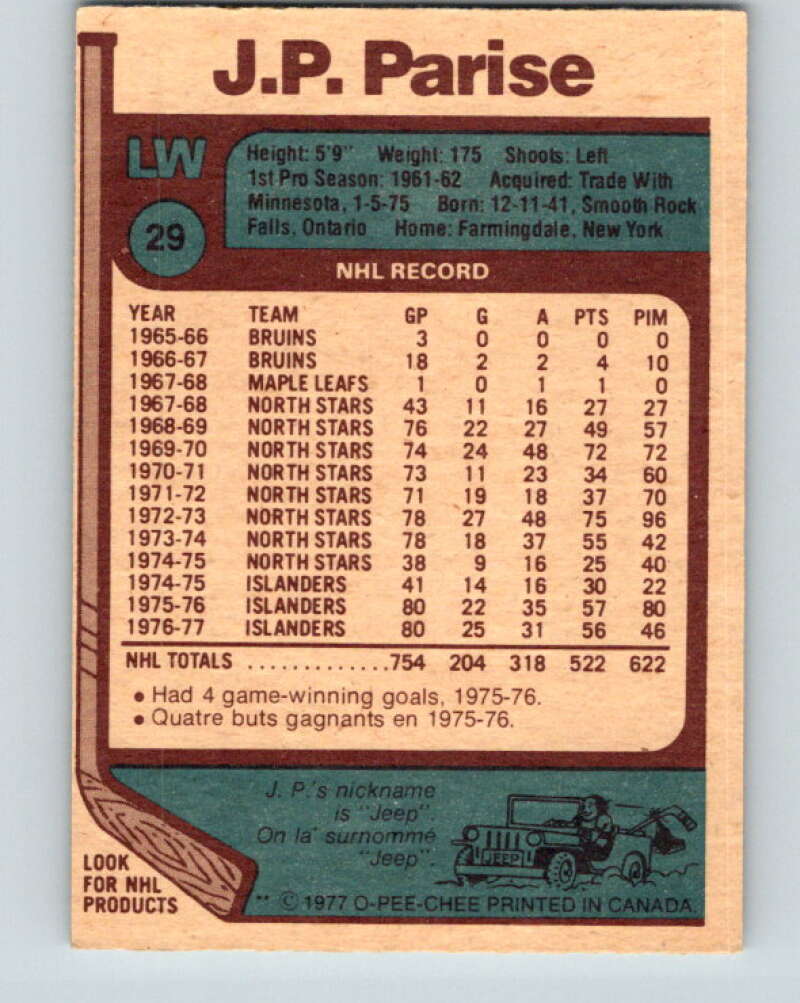 J.P. Parise
LW
29
Height: 5'9" Weight: 175 Shoots: Left
1st Pro Season: 1961-62 Acquired: Trade With
Minnesota, 1-5-75 Born: 12-11-41, Smooth Rock
Falls, Ontario Home: Farmingdale, New York
NHL RECORD
YEAR TEAM GP G A PTS PIM
1965-66 BRUINS 3 0 0 0 0
1966-67 BRUINS 18 2 2 4 10
1967-68 MAPLE LEAFS 1 0 1 1 0
1967-68 NORTH STARS 43 11 16 27 27
1968-69 NORTH STARS 76 22 27 49 57
1969-70 NORTH STARS 74 24 48 72 72
1970-71 NORTH STARS 73 11 23 34 60
1971-72 NORTH STARS 71 19 18 37 70
1972-73 NORTH STARS 78 27 48 75 96
1973-74 NORTH STARS 78 18 37 55 42
1974-75 NORTH STARS 38 9 16 25 40
1974-75 ISLANDERS 41 14 16 30 22
1975-76 ISLANDERS 80 22 35 57 80
1976-77 ISLANDERS 80 25 31 56 46
NHL TOTALS .............754 204 318 522 622
• Had 4 game-winning goals, 1975-76.
• Quatre buts gagnants en 1975-76.
J. P.'s nickname
is "Jeep".
On la' surnommé
"Jeep".
JEEP
LOOK
FOR NHL
PRODUCTS
** © 1977 O-PEE-CHEE PRINTED IN CANADA.